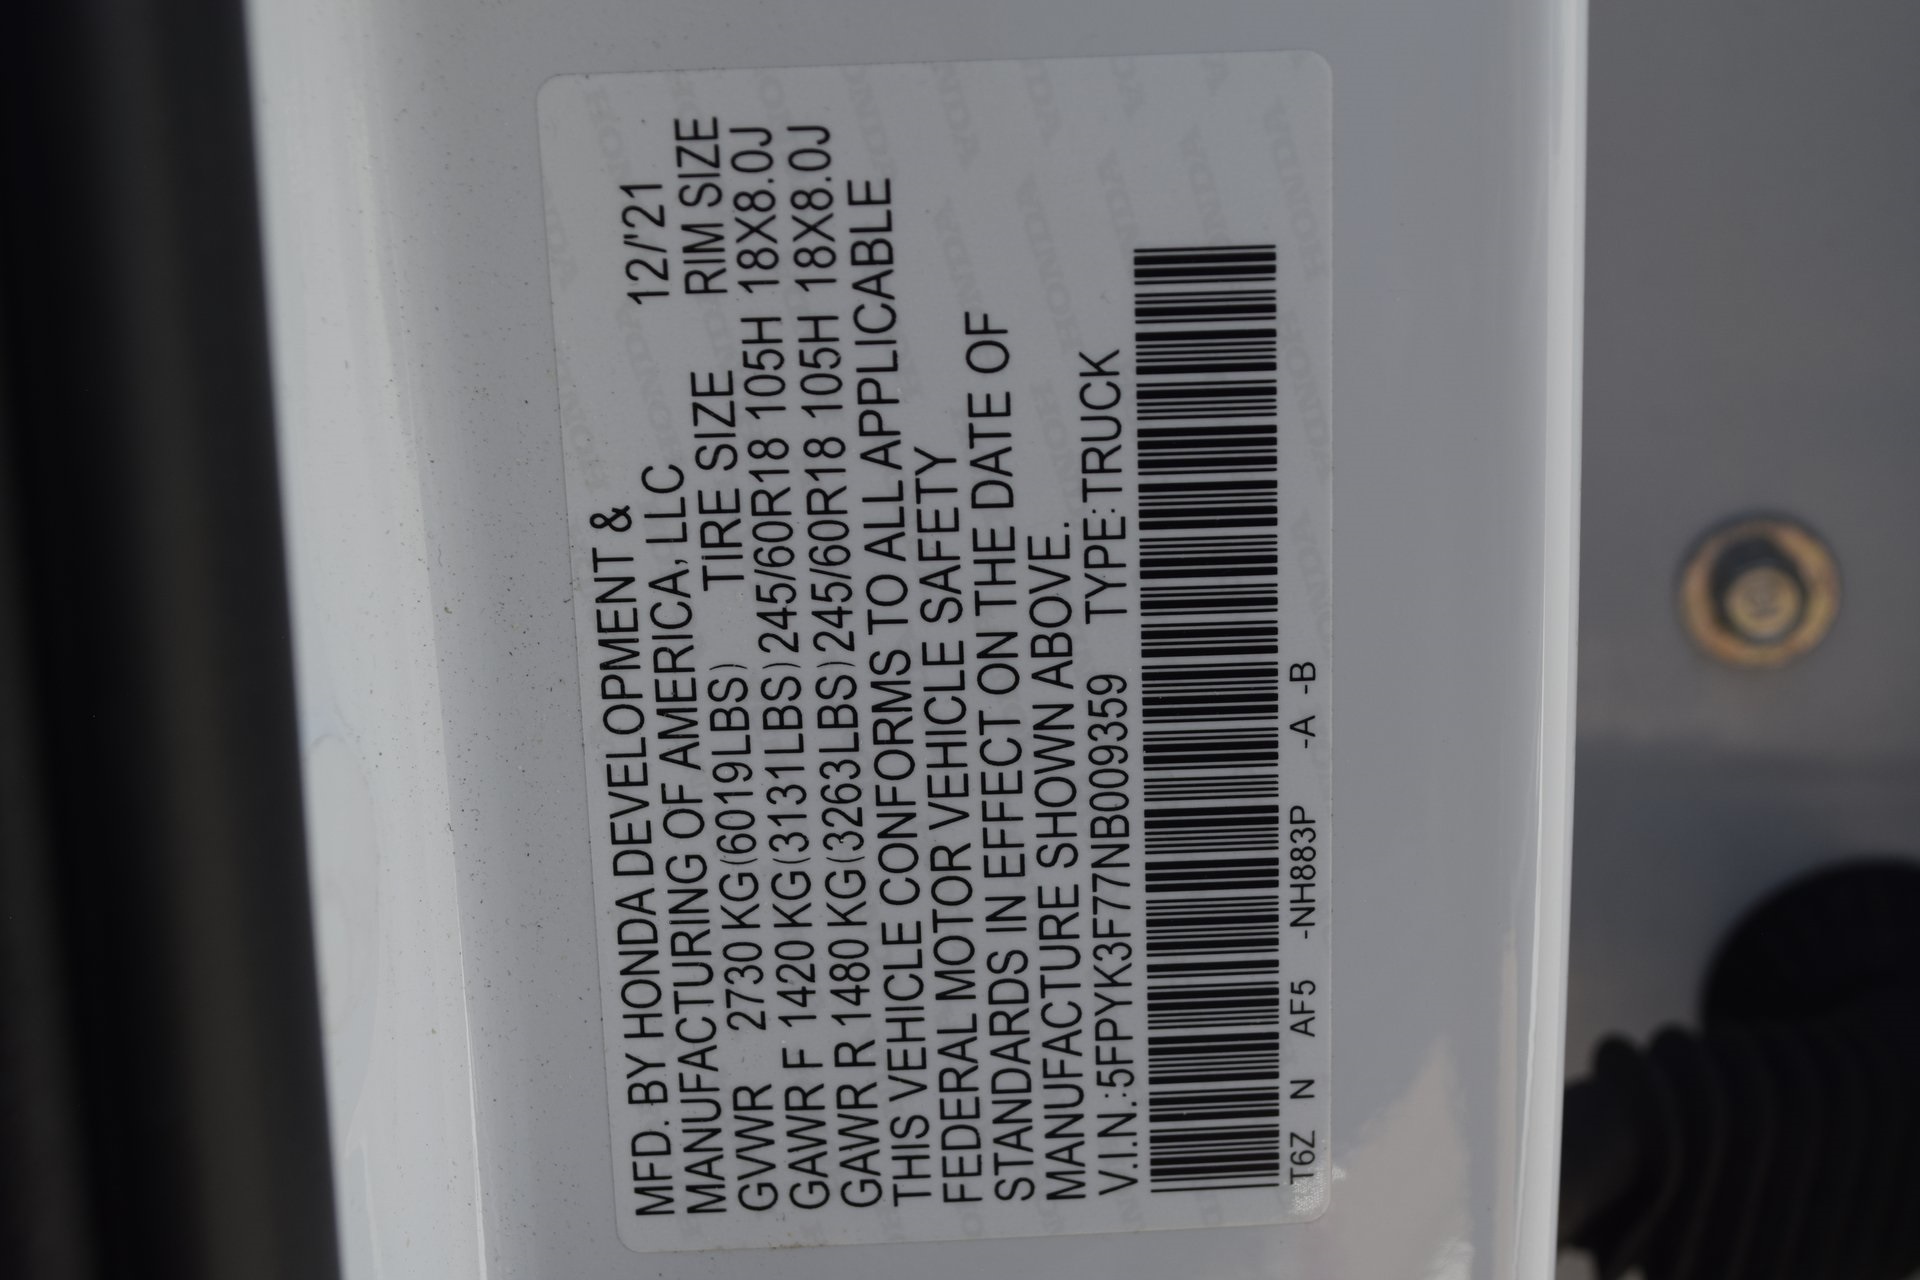 MFD. BY HONDA DEVELOPMENT &
MANUFACTURING OF AMERICA, LLC 12/'21
TIRE SIZE RIM SIZE
GVWR 2730 KG(6019LBS)
GAWR F 1420 KG(3131LBS) 245/60R18 105H 18X8.0J
GAWR R 1480 KG(3263LBS) 245/60R18 105H 18X8.0J
THIS VEHICLE CONFORMS TO ALL APPLICABLE
FEDERAL MOTOR VEHICLE SAFETY
STANDARDS IN EFFECT ON THE DATE OF
MANUFACTURE SHOWN ABOVE.
V.I.N.:5FPYK3F77NB009359 TYPE:TRUCK
T6Z N AF5 -NH883P -A -B